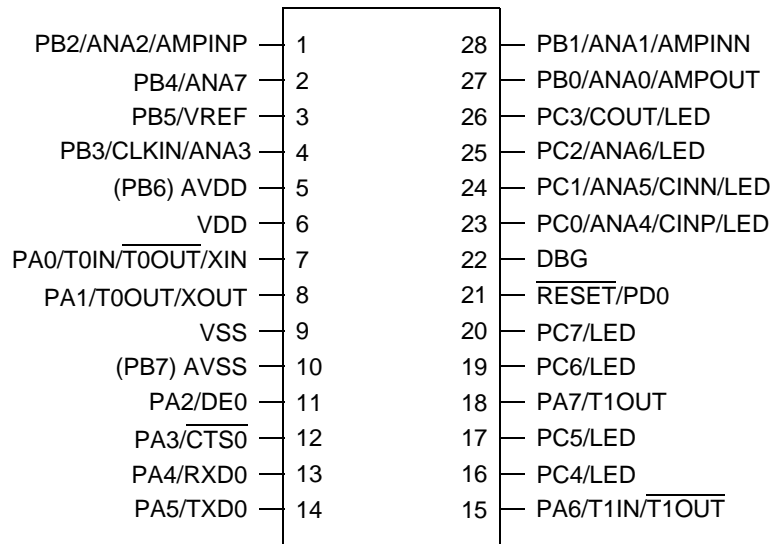 PB2/ANA2/AMPINP 1 28 PB1/ANA1/AMPINN
PB4/ANA7 2 27 PB0/ANA0/AMPOUT
PB5/VREF 3 26 PC3/COUT/LED
PB3/CLKIN/ANA3 4 25 PC2/ANA6/LED
(PB6) AVDD 5 24 PC1/ANA5/CINN/LED
VDD 6 23 PC0/ANA4/CINP/LED
PA0/T0IN/T0OUT/XIN 7 22 DBG
PA1/T0OUT/XOUT 8 21 RESET/PD0
VSS 9 20 PC7/LED
(PB7) AVSS 10 19 PC6/LED
PA2/DE0 11 18 PA7/T1OUT
PA3/CTS0 12 17 PC5/LED
PA4/RXD0 13 16 PC4/LED
PA5/TXD0 14 15 PA6/T1IN/T1OUT